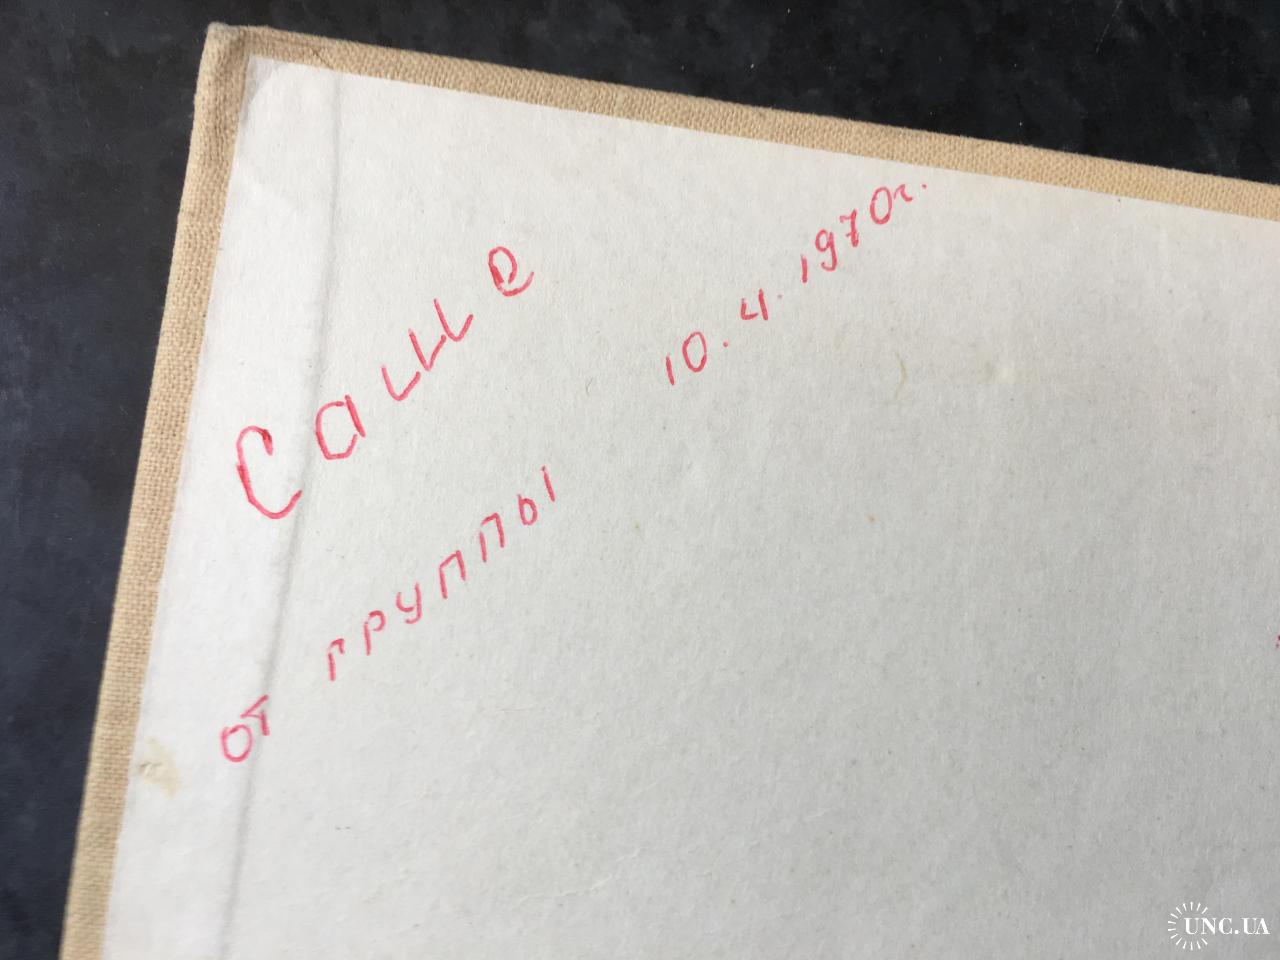 Саше
от группы
10.4.1970г.
UNC.UA